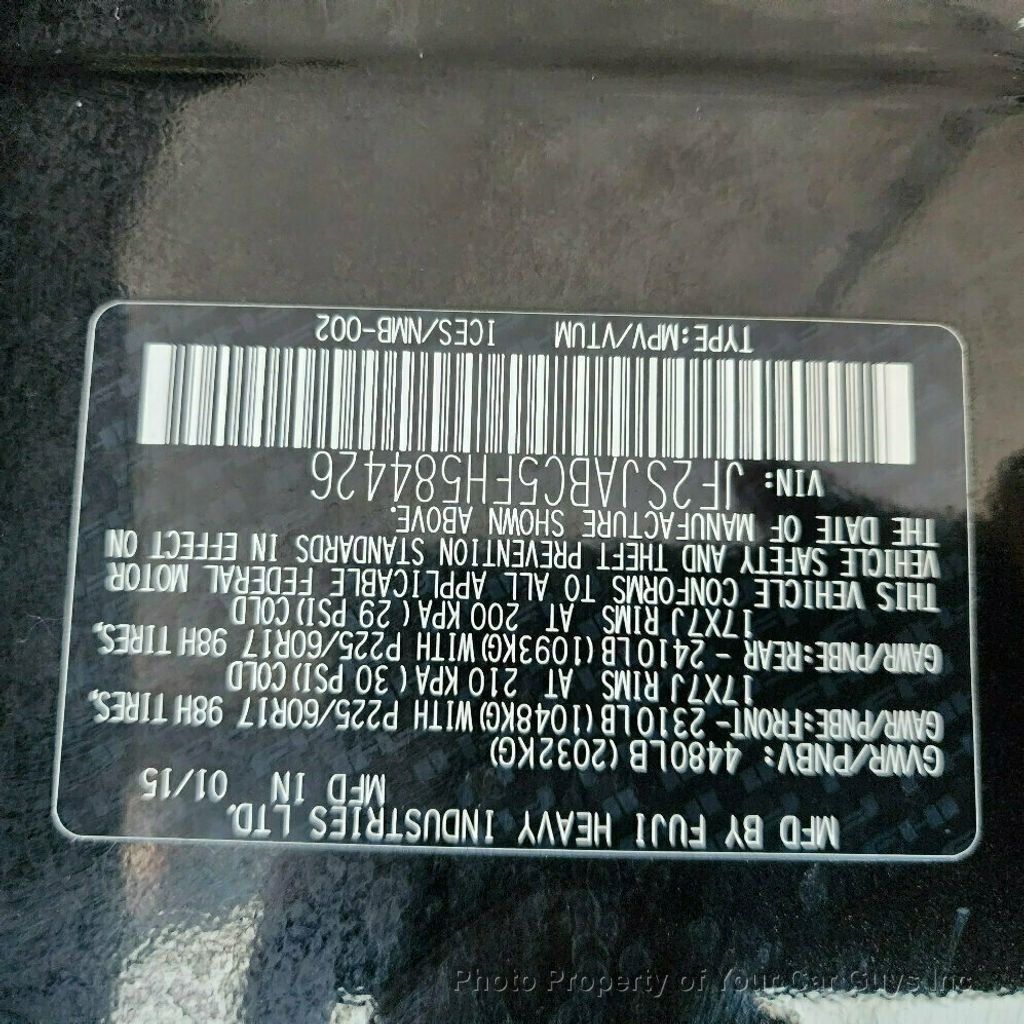 MFD BY FUJI HEAVY INDUSTRIES LTD.
MFD IN 01/15
GVWR/PNBV: 4480LB (2032KG)
GAWR/PNBE:FRONT- 2310LB (1048KG) WITH P225/60R17 98H TIRES,
17X7J RIMS AT 210 KPA (30 PSI) COLD
GAWR/PNBE:REAR - 2410LB (1093KG) WITH P225/60R17 98H TIRES,
17X7J RIMS AT 200 KPA (29 PSI) COLD
THIS VEHICLE CONFORMS TO ALL APPLICABLE FEDERAL MOTOR
VEHICLE SAFETY AND THEFT PREVENTION STANDARDS IN EFFECT ON
THE DATE OF MANUFACTURE SHOWN ABOVE.
VIN: JF2SJABC5FH584426
TYPE:MPV/VTUM ICES/NMB-002
Photo Property of Your Car Guys Inc